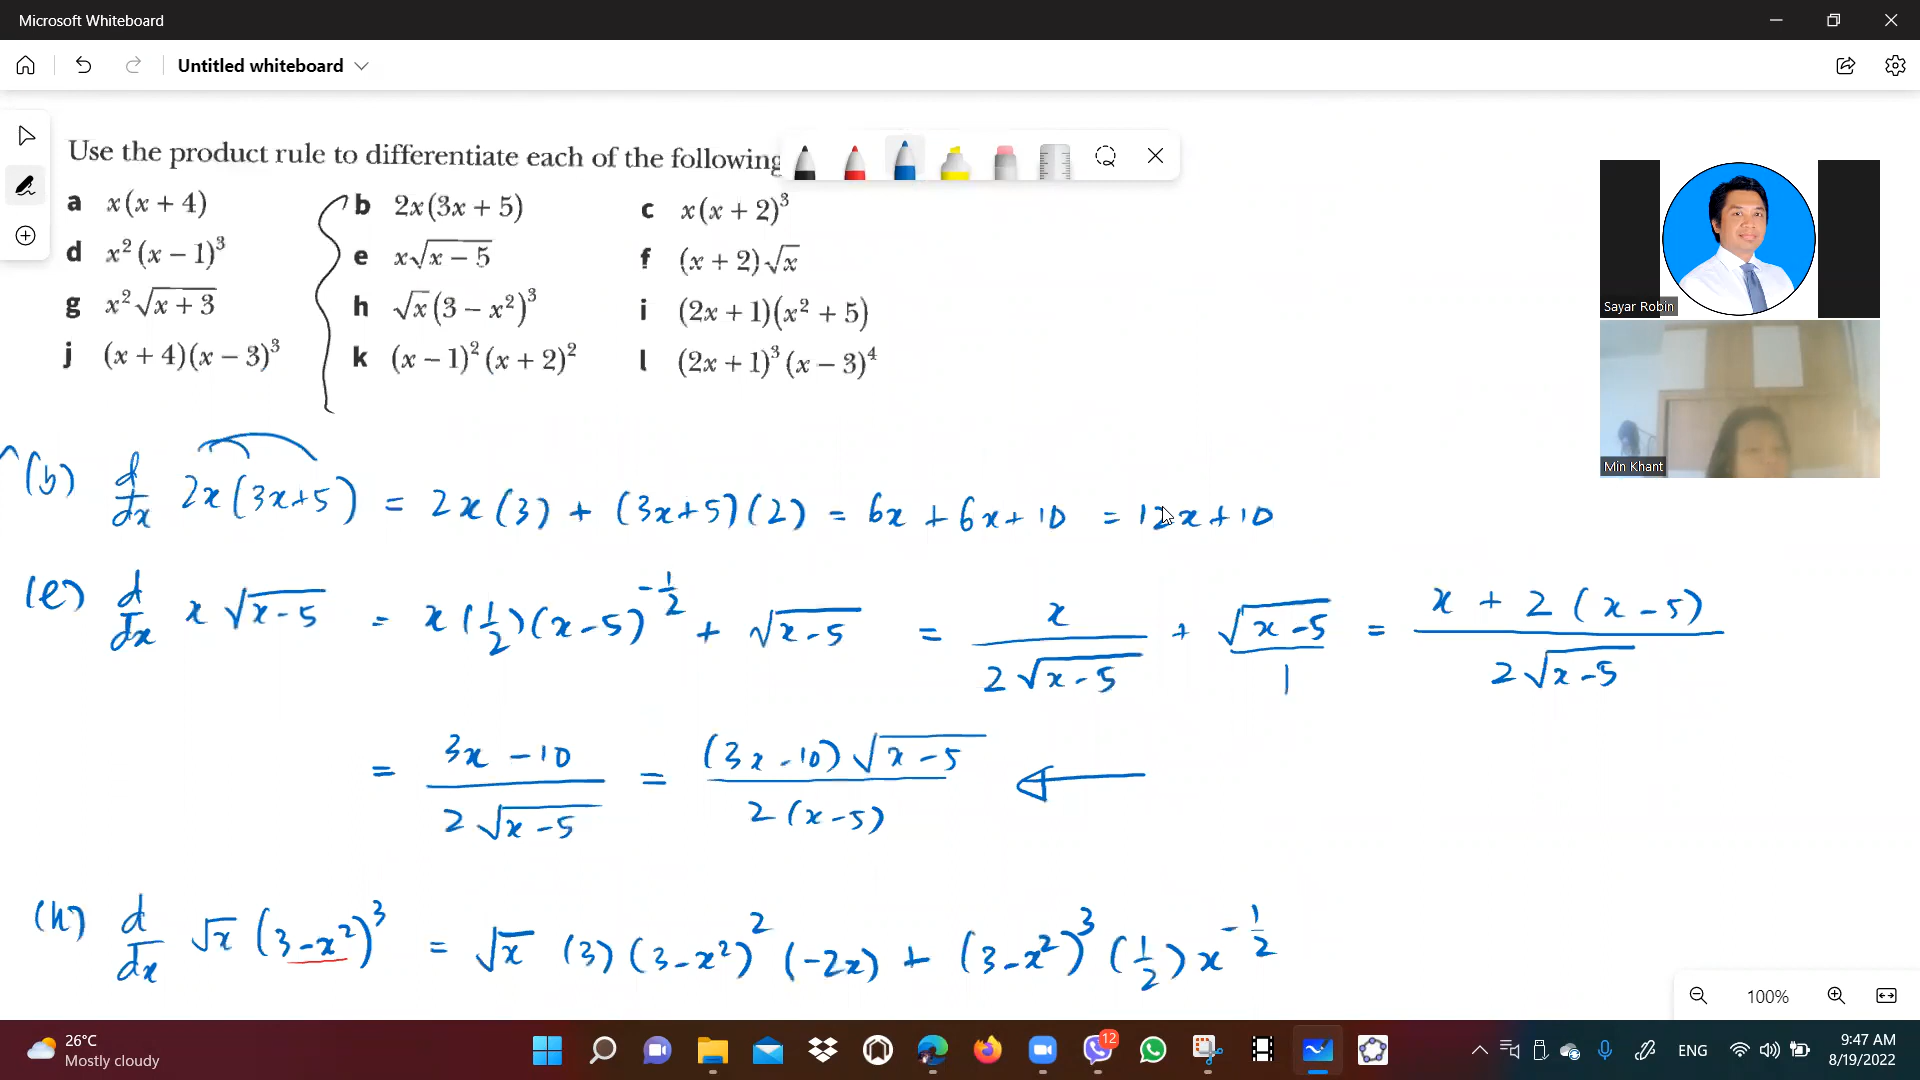 Microsoft Whiteboard
Untitled whiteboard
Use the product rule to differentiate each of the following
a x(x + 4)
b 2x(3x + 5)
c x(x + 2)³
d x²(x − 1)³
e x√(x − 5)
f (x + 2)√x
g x²√(x + 3)
h √x(3 − x²)³
i (2x + 1)(x² + 5)
j (x + 4)(x − 3)³
k (x − 1)²(x + 2)²
l (2x + 1)³(x − 3)⁴
Sayar Robin
Min Khant
(b) d/dx 2x(3x+5) = 2x(3) + (3x+5)(2) = 6x + 6x + 10 = 12x + 10
(e) d/dx x√(x-5) = x(1/2)(x-5)^(-1/2) + √(x-5) = x/(2√(x-5)) + √(x-5)/1 = (x + 2(x-5))/(2√(x-5))
= (3x-10)/(2√(x-5)) = (3x-10)√(x-5)/(2(x-5))
(h) d/dx √x(3-x²)³ = √x (3)(3-x²)²(-2x) + (3-x²)³(1/2)x^(-1/2)
100%
26°C
Mostly cloudy
12
ENG
9:47 AM
8/19/2022